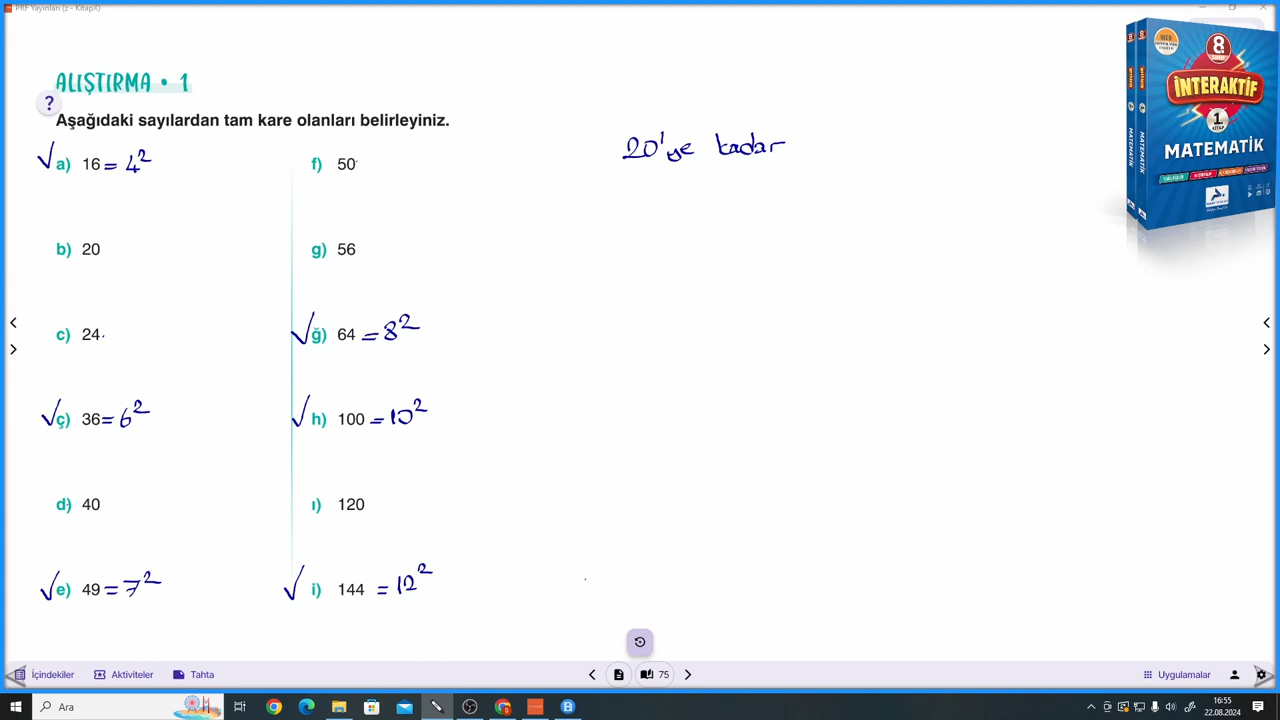 PRF Yayınları (z - KitapX)
ALIŞTIRMA • 1
?
Aşağıdaki sayılardan tam kare olanları belirleyiniz.
√ a) 16 = 4²
b) 20
c) 24
√ ç) 36 = 6²
d) 40
√ e) 49 = 7²
f) 50
g) 56
√ ğ) 64 = 8²
√ h) 100 = 10²
ı) 120
√ i) 144 = 12²
20'ye kadar
8.
İNTERAKTİF
1.
KİTAP
MATEMATİK
İçindekiler
Aktiviteler
Tahta
75
Uygulamalar
Ara
16:55
22.08.2024